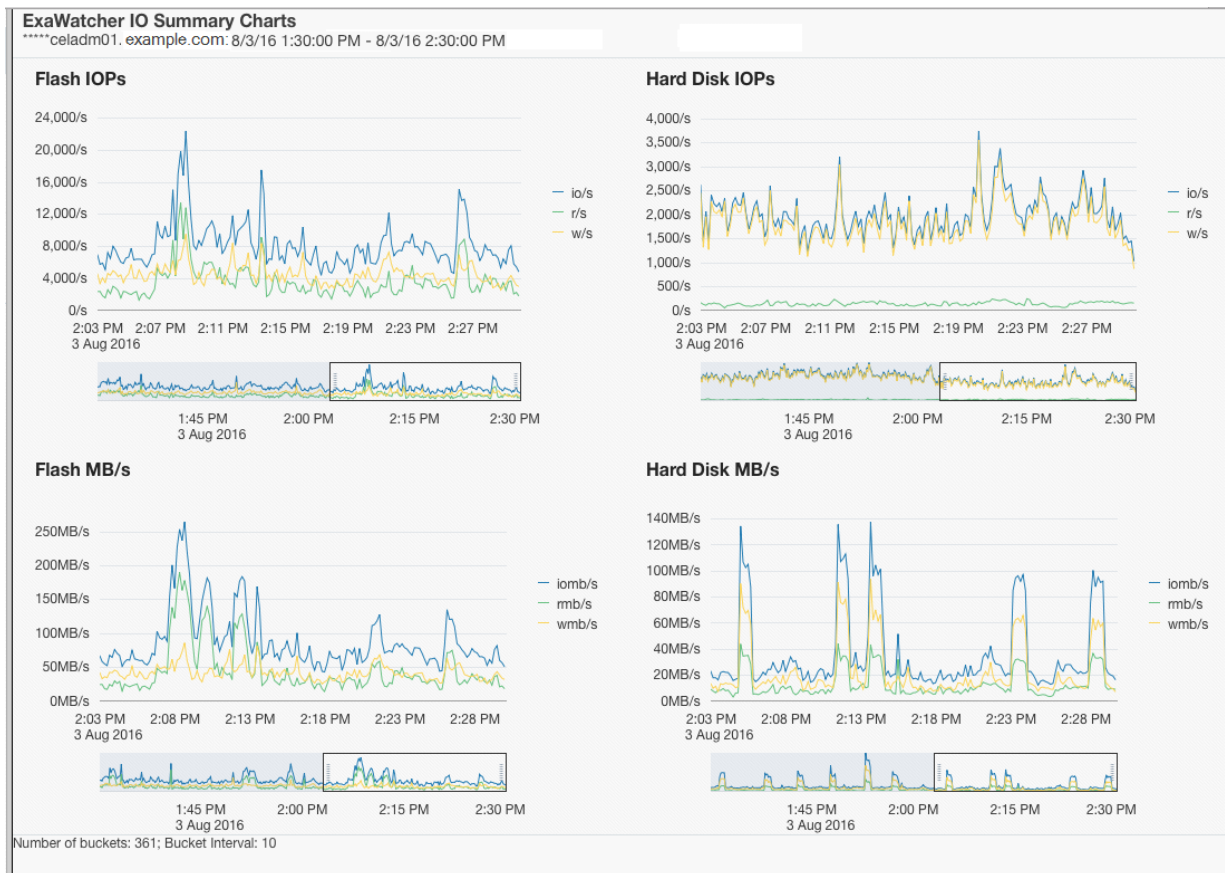 ExaWatcher IO Summary Charts
*****celadm01. example.com: 8/3/16 1:30:00 PM - 8/3/16 2:30:00 PM
Flash IOPs
24,000/s
20,000/s
16,000/s
12,000/s
8,000/s
4,000/s
0/s
2:03 PM 2:07 PM 2:11 PM 2:15 PM 2:19 PM 2:23 PM 2:27 PM
3 Aug 2016
io/s
r/s
w/s
1:45 PM 2:00 PM 2:15 PM 2:30 PM
3 Aug 2016
Hard Disk IOPs
4,000/s
3,500/s
3,000/s
2,500/s
2,000/s
1,500/s
1,000/s
500/s
0/s
2:03 PM 2:07 PM 2:11 PM 2:15 PM 2:19 PM 2:23 PM 2:27 PM
3 Aug 2016
io/s
r/s
w/s
1:45 PM 2:00 PM 2:15 PM 2:30 PM
3 Aug 2016
Flash MB/s
250MB/s
200MB/s
150MB/s
100MB/s
50MB/s
0MB/s
2:03 PM 2:08 PM 2:13 PM 2:18 PM 2:23 PM 2:28 PM
3 Aug 2016
iomb/s
rmb/s
wmb/s
1:45 PM 2:00 PM 2:15 PM 2:30 PM
3 Aug 2016
Hard Disk MB/s
140MB/s
120MB/s
100MB/s
80MB/s
60MB/s
40MB/s
20MB/s
0MB/s
2:03 PM 2:08 PM 2:13 PM 2:18 PM 2:23 PM 2:28 PM
3 Aug 2016
iomb/s
rmb/s
wmb/s
1:45 PM 2:00 PM 2:15 PM 2:30 PM
3 Aug 2016
Number of buckets: 361; Bucket Interval: 10